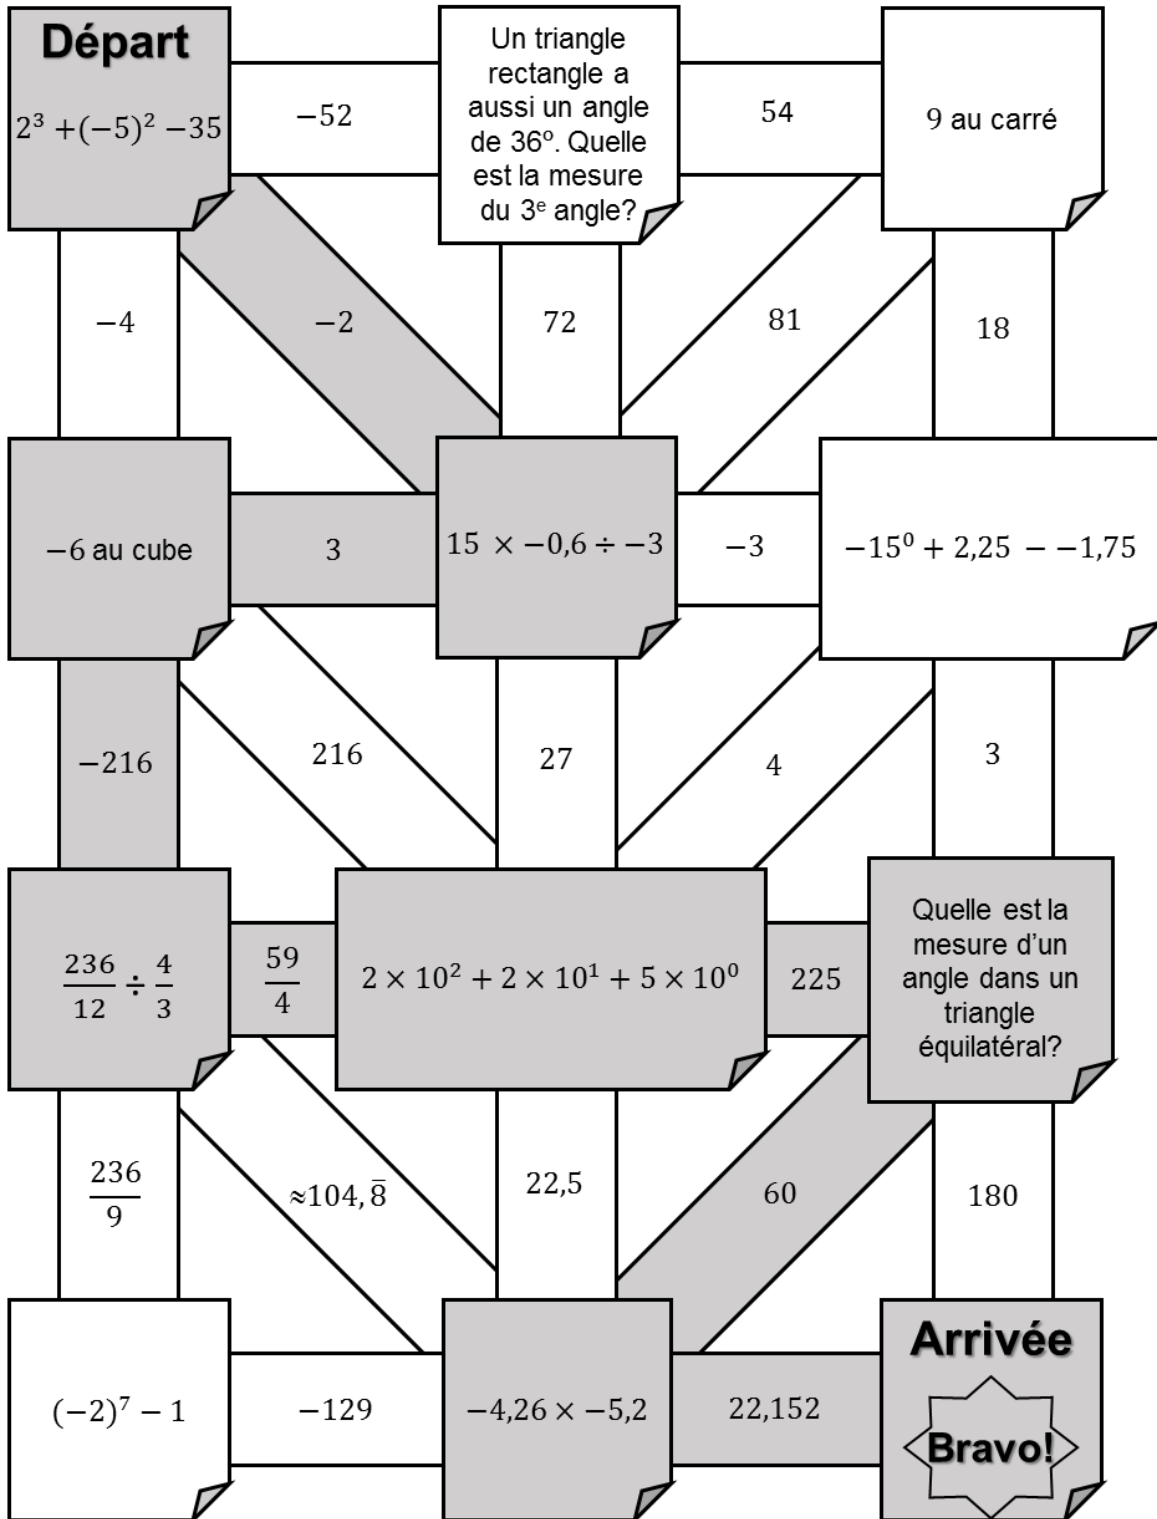 Départ
2³ +(−5)² −35
−52
Un triangle
rectangle a
aussi un angle
de 36º. Quelle
est la mesure
du 3ᵉ angle?
54
9 au carré
−4
−2
72
81
18
−6 au cube
3
15 × −0,6 ÷ −3
−3
−15⁰ + 2,25 − −1,75
−216
216
27
4
3
236/12 ÷ 4/3
59/4
2 × 10² + 2 × 10¹ + 5 × 10⁰
225
Quelle est la
mesure d’un
angle dans un
triangle
équilatéral?
236/9
≈104,8̅
22,5
60
180
(−2)⁷ − 1
−129
−4,26 × −5,2
22,152
Arrivée
Bravo!